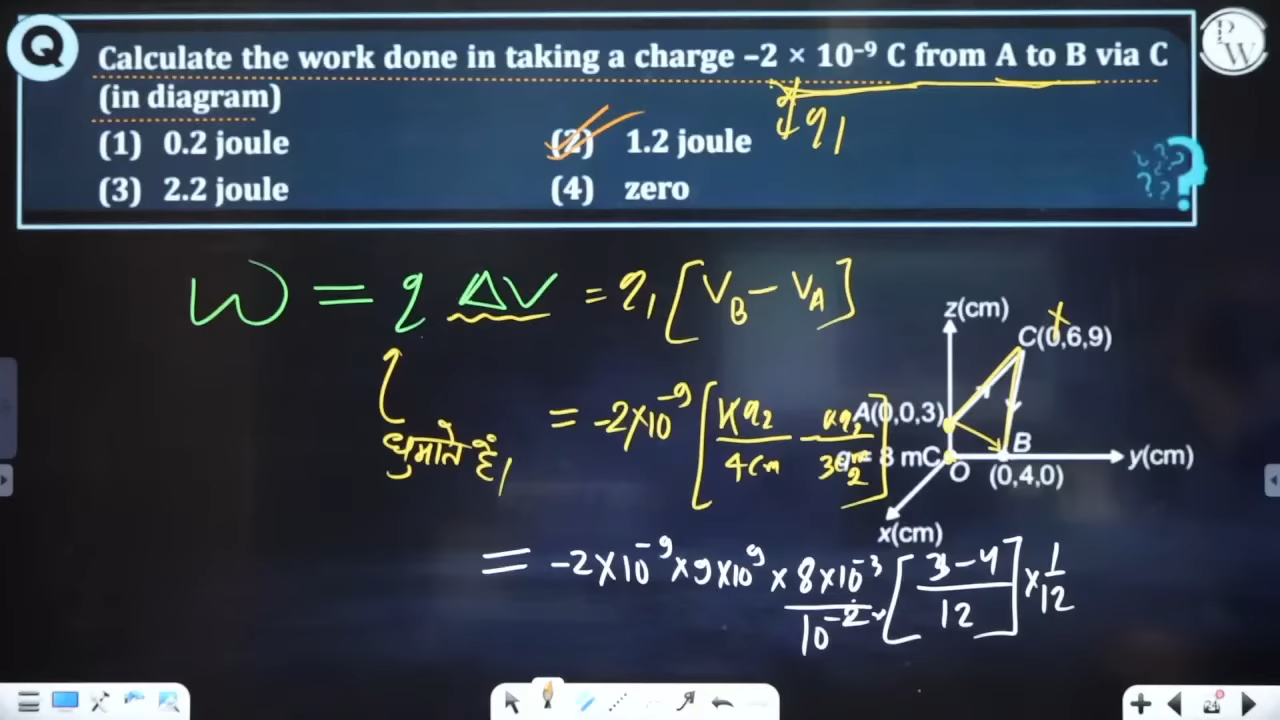 Q
Calculate the work done in taking a charge –2 × 10⁻⁹ C from A to B via C
(in diagram)
(1) 0.2 joule
(2) 1.2 joule
(3) 2.2 joule
(4) zero
PW
q₁
W = q ΔV = q₁ [V_B – V_A]
घुमाते हैं।
= -2×10⁻⁹ [Kq₂/4cm – Kq₂/3cm]
= -2×10⁻⁹ × 9×10⁹ × 8×10⁻³/10⁻² [3-4/12] × 1/12
z(cm)
C(0,6,9)
A(0,0,3)
B
y(cm)
O
(0,4,0)
x(cm)
24